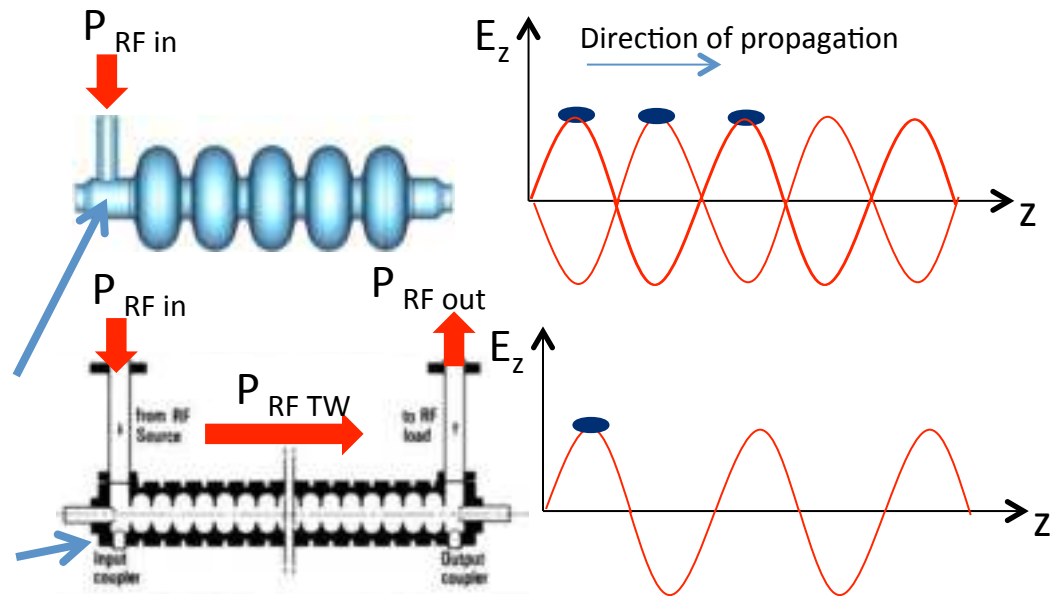 P RF in
E z
Direction of propagation
z
P RF in
P RF out
E z
P RF TW
from RF
Source
to RF
load
z
Input
coupler
Output
coupler